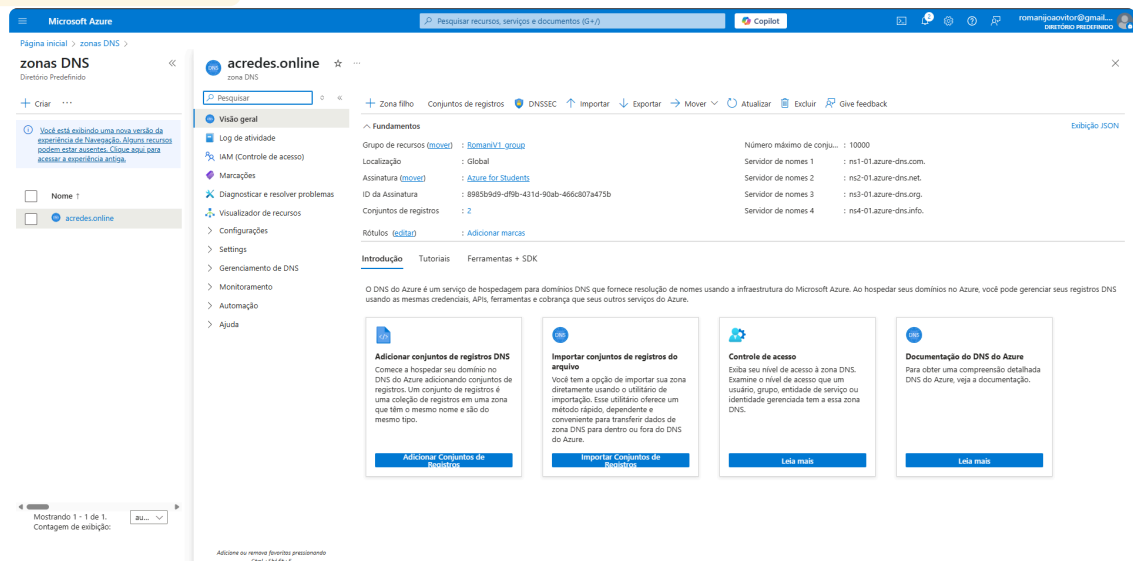 Microsoft Azure
Pesquisar recursos, serviços e documentos (G+/)
Copilot
romanijoaovitor@gmail....
DIRETÓRIO PREDEFINIDO
Página inicial > zonas DNS >
zonas DNS
Diretório Predefinido
+ Criar ...
Você está exibindo uma nova versão da
experiência de Navegação. Alguns recursos
podem estar ausentes. Clique aqui para
acessar a experiência antiga.
Nome ↑
acredes.online
Mostrando 1 - 1 de 1.
Contagem de exibição:
au...
DNS
acredes.online
zona DNS
Pesquisar
Visão geral
Log de atividade
IAM (Controle de acesso)
Marcações
Diagnosticar e resolver problemas
Visualizador de recursos
Configurações
Settings
Gerenciamento de DNS
Monitoramento
Automação
Ajuda
Adicione ou remova favoritos pressionando
+ Zona filho Conjuntos de registros DNSSEC Importar Exportar Mover Atualizar Excluir Give feedback
Fundamentos
Exibição JSON
Grupo de recursos (mover) : RomaniV1_group
Localização : Global
Assinatura (mover) : Azure for Students
ID da Assinatura : 8985b9d9-df9b-431d-90ab-466c807a475b
Conjuntos de registros : 2
Rótulos (editar) : Adicionar marcas
Número máximo de conju... : 10000
Servidor de nomes 1 : ns1-01.azure-dns.com.
Servidor de nomes 2 : ns2-01.azure-dns.net.
Servidor de nomes 3 : ns3-01.azure-dns.org.
Servidor de nomes 4 : ns4-01.azure-dns.info.
Introdução Tutoriais Ferramentas + SDK
O DNS do Azure é um serviço de hospedagem para domínios DNS que fornece resolução de nomes usando a infraestrutura do Microsoft Azure. Ao hospedar seus domínios no Azure, você pode gerenciar seus registros DNS
usando as mesmas credenciais, APIs, ferramentas e cobrança que seus outros serviços do Azure.
Adicionar conjuntos de registros DNS
Comece a hospedar seu domínio no
DNS do Azure adicionando conjuntos de
registros. Um conjunto de registros é
uma coleção de registros em uma zona
que têm o mesmo nome e são do
mesmo tipo.
Adicionar Conjuntos de
Registros
DNS
Importar conjuntos de registros do
arquivo
Você tem a opção de importar sua zona
diretamente usando o utilitário de
importação. Esse utilitário oferece um
método rápido, dependente e
conveniente para transferir dados de
zona DNS para dentro ou fora do DNS
do Azure.
Importar Conjuntos de
Registros
Controle de acesso
Exiba seu nível de acesso à zona DNS.
Examine o nível de acesso que um
usuário, grupo, entidade de serviço ou
identidade gerenciada tem a essa zona
DNS.
Leia mais
DNS
Documentação do DNS do Azure
Para obter uma compreensão detalhada
DNS do Azure, veja a documentação.
Leia mais